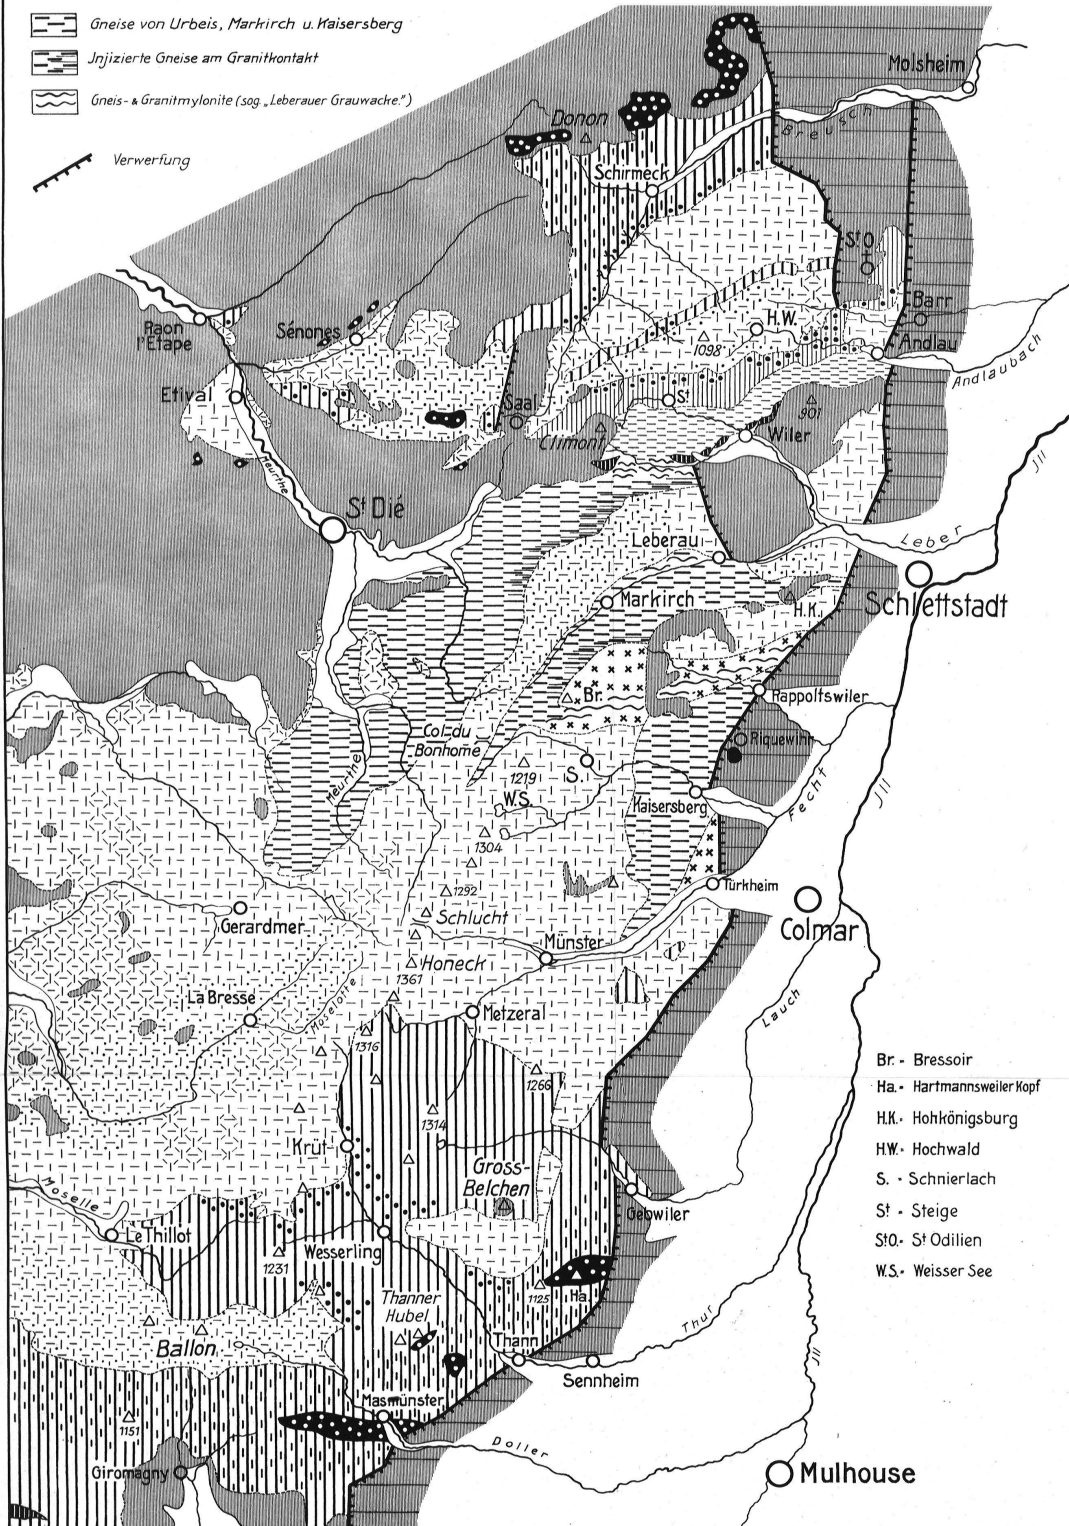 Gneise von Urbeis, Markirch u. Kaisersberg
Jnjizierte Gneise am Granitkontakt
Gneis- & Granitmylonite (sog. „Leberauer Grauwacke.")
Verwerfung
Molsheim
Breusch
Donon
Schirmeck
St O
Barr
Raon
l'Etape
Sénones
H.W.
1098
Andlau
Andlaubach
Etival
Saal
St
901
Climont
Wiler
Meurthe
Jll
St Dié
Leberau
Leber
Schlettstadt
Markirch
H.K.
Br.
Rappoltswiler
Col du
Bonhome
Riquewihr
1219
S.
Meurthe
W.S.
Kaisersberg
Fecht
Jll
1304
1292
Türkheim
Schlucht
Gerardmer
Colmar
Münster
Honeck
1361
La Bresse
Moselotte
Metzeral
Lauch
1316
1266
1314
Krut
Gross-
Belchen
Moselle
Gebwiler
Le Thillot
Wesserling
1231
1125
Ha.
Thanner
Hubel
Thur
Ballon
Thann
Sennheim
Jll
Masmünster
1151
Doller
Giromagny
Mulhouse
Br. - Bressoir
Ha. - Hartmannsweiler Kopf
H.K. - Hohkönigsburg
H.W. - Hochwald
S. - Schnierlach
St - Steige
StO. - St Odilien
W.S. - Weisser See